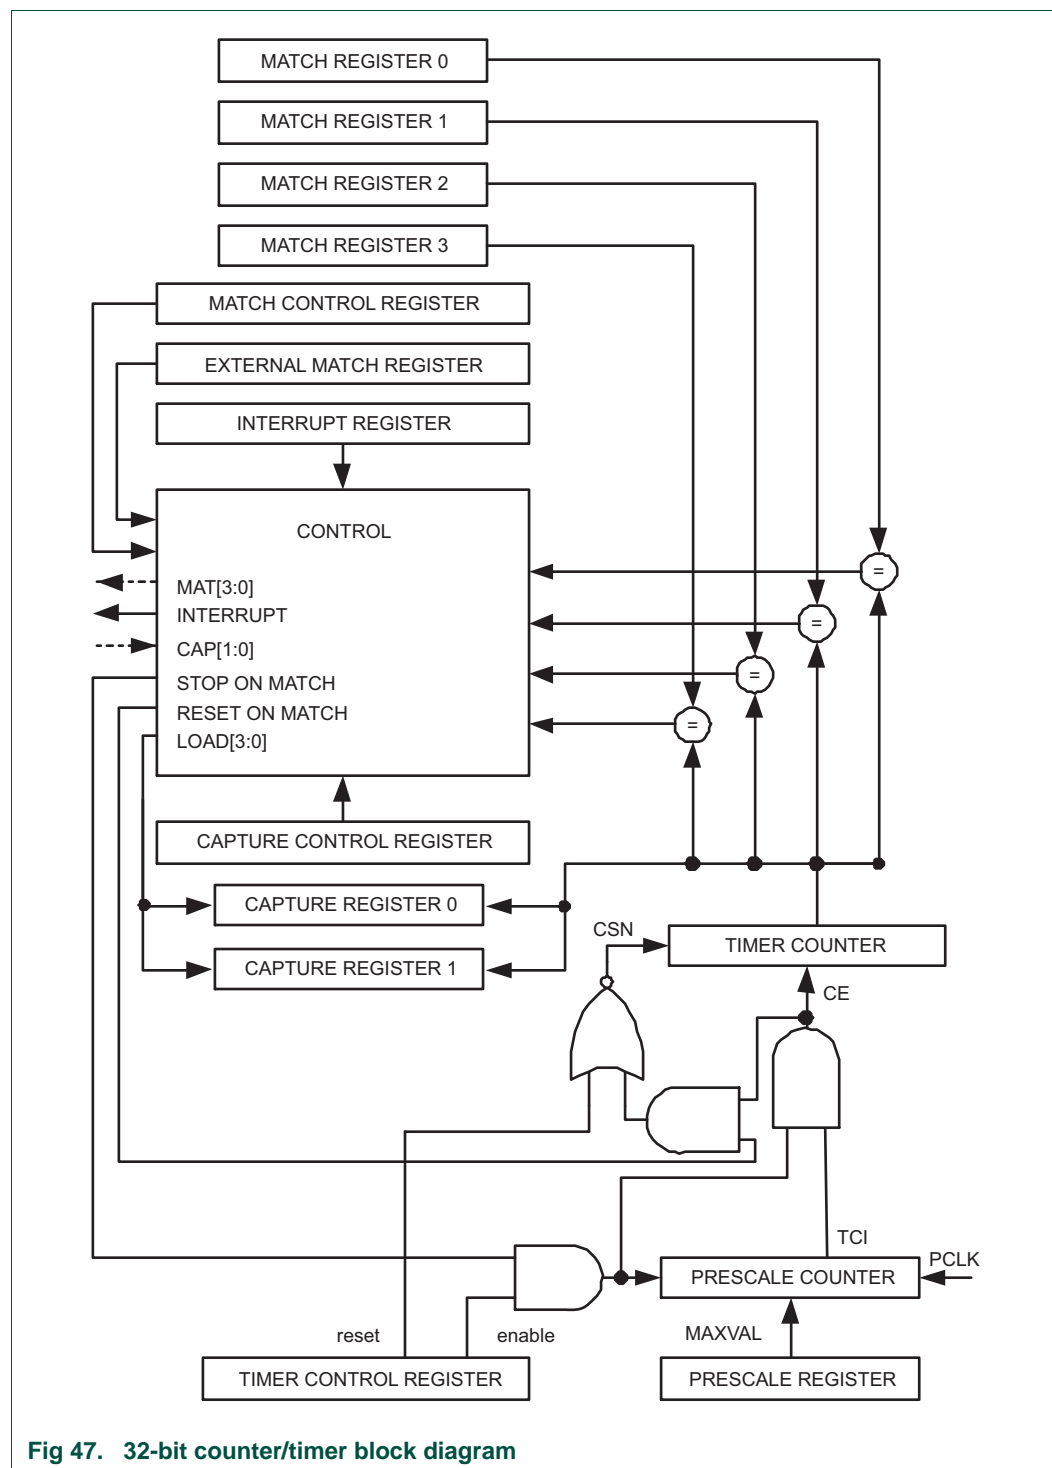 MATCH REGISTER 0
MATCH REGISTER 1
MATCH REGISTER 2
MATCH REGISTER 3
MATCH CONTROL REGISTER
EXTERNAL MATCH REGISTER
INTERRUPT REGISTER
CONTROL
=
=
=
=
MAT[3:0]
INTERRUPT
CAP[1:0]
STOP ON MATCH
RESET ON MATCH
LOAD[3:0]
CAPTURE CONTROL REGISTER
CAPTURE REGISTER 0
CAPTURE REGISTER 1
CSN
TIMER COUNTER
CE
TCI
PCLK
PRESCALE COUNTER
reset
enable
MAXVAL
TIMER CONTROL REGISTER
PRESCALE REGISTER
Fig 47. 32-bit counter/timer block diagram